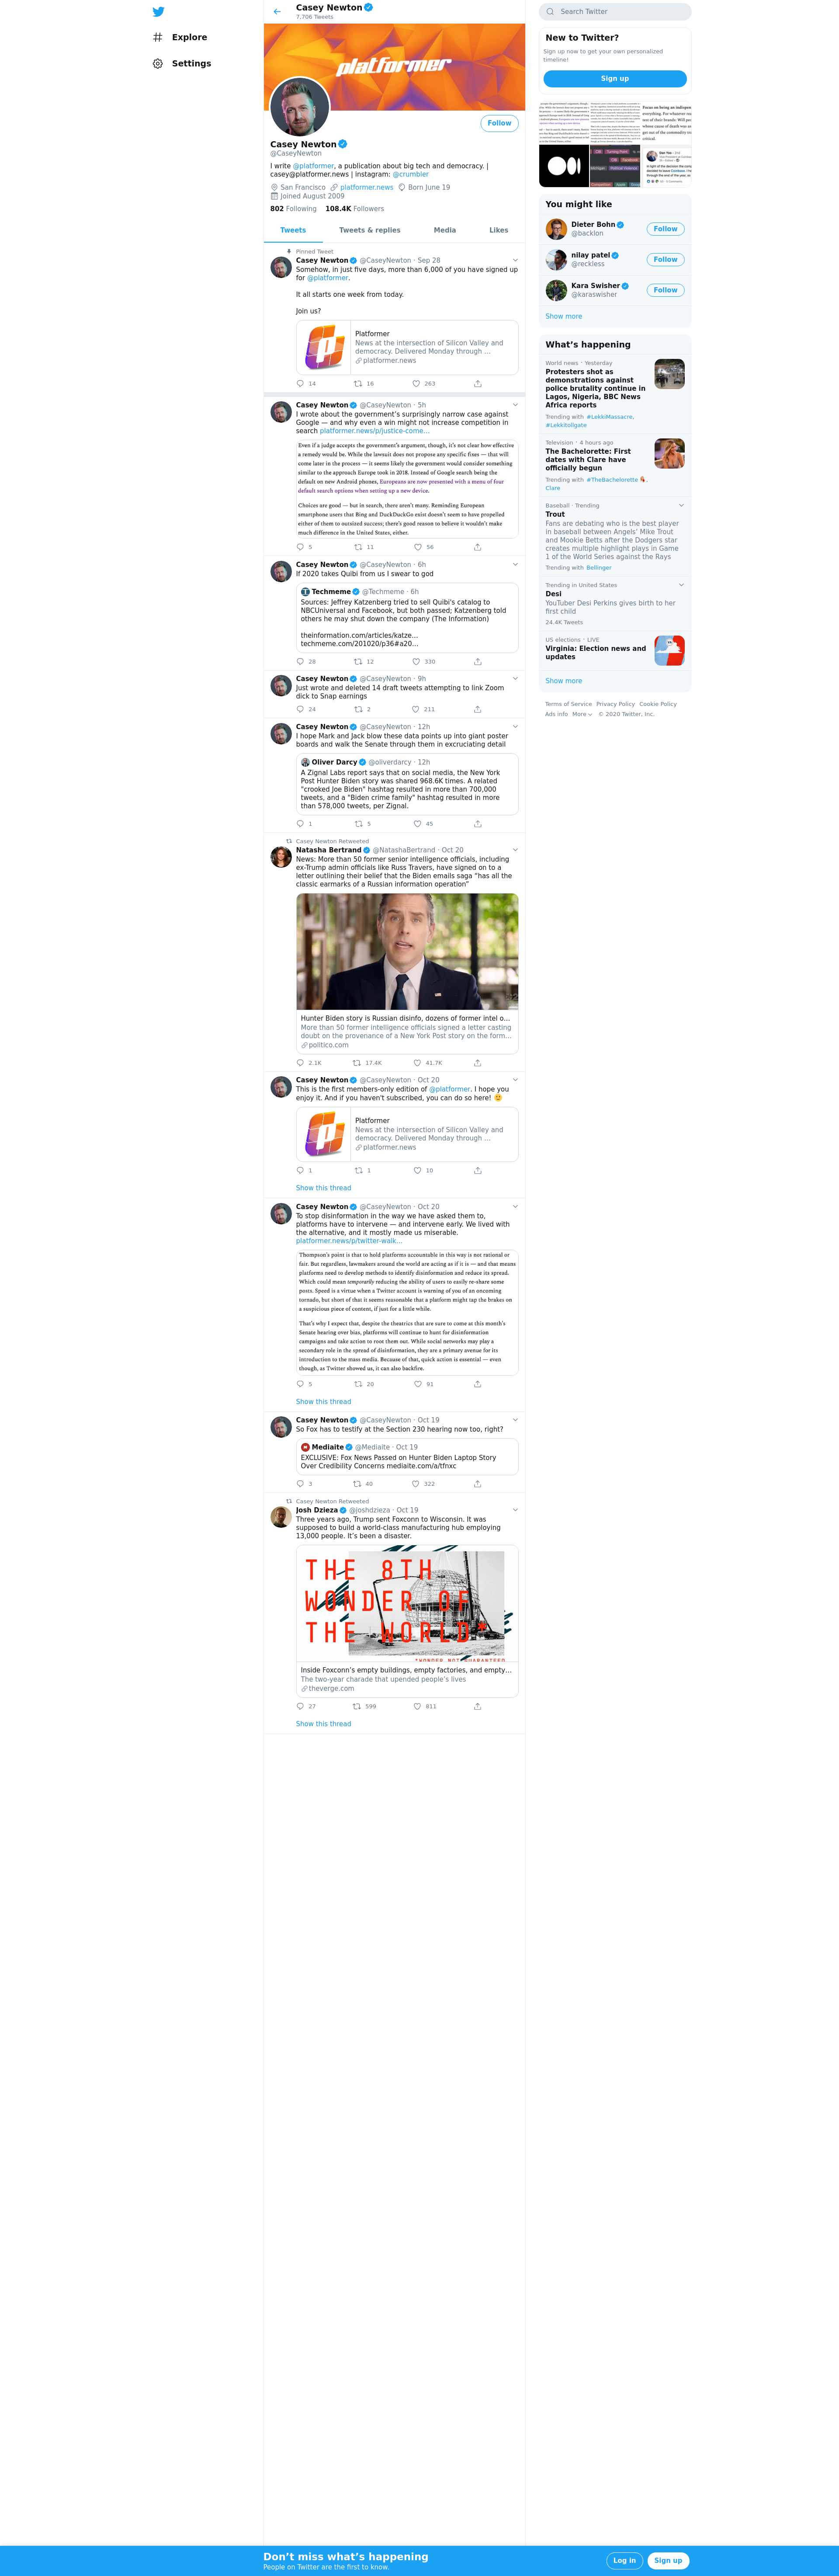 Explore
Settings
Casey Newton
7,706 Tweets
platformer
Follow
Casey Newton
@CaseyNewton
I write @platformer, a publication about big tech and democracy. |
casey@platformer.news | instagram: @crumbler
San Francisco platformer.news Born June 19
Joined August 2009
802 Following 108.4K Followers
Tweets Tweets & replies Media Likes
Pinned Tweet
Casey Newton @CaseyNewton · Sep 28
Somehow, in just five days, more than 6,000 of you have signed up
for @platformer.
It all starts one week from today.
Join us?
Platformer
News at the intersection of Silicon Valley and
democracy. Delivered Monday through ...
platformer.news
14 16 263
Casey Newton @CaseyNewton · 5h
I wrote about the government's surprisingly narrow case against
Google — and why even a win might not increase competition in
search platformer.news/p/justice-come...
Even if a judge accepts the government's argument, though, it's not clear how effective
a remedy would be. While the lawsuit does not propose any specific fixes — that will
come later in the process — it seems likely the government would consider something
similar to the approach Europe took in 2018. Instead of Google search being the
default on new Android phones, Europeans are now presented with a menu of four
default search options when setting up a new device.
Choices are good — but in search, there aren't many. Reminding European
smartphone users that Bing and DuckDuckGo exist doesn't seem to have propelled
either of them to outsized success; there's good reason to believe it wouldn't make
much difference in the United States, either.
5 11 56
Casey Newton @CaseyNewton · 6h
If 2020 takes Quibi from us I swear to god
Techmeme @Techmeme · 6h
Sources: Jeffrey Katzenberg tried to sell Quibi's catalog to
NBCUniversal and Facebook, but both passed; Katzenberg told
others he may shut down the company (The Information)
theinformation.com/articles/katze...
techmeme.com/201020/p36#a20...
28 12 330
Casey Newton @CaseyNewton · 9h
Just wrote and deleted 14 draft tweets attempting to link Zoom
dick to Snap earnings
24 2 211
Casey Newton @CaseyNewton · 12h
I hope Mark and Jack blow these data points up into giant poster
boards and walk the Senate through them in excruciating detail
Oliver Darcy @oliverdarcy · 12h
A Zignal Labs report says that on social media, the New York
Post Hunter Biden story was shared 968.6K times. A related
"crooked Joe Biden" hashtag resulted in more than 700,000
tweets, and a "Biden crime family" hashtag resulted in more
than 578,000 tweets, per Zignal.
1 5 45
Casey Newton Retweeted
Natasha Bertrand @NatashaBertrand · Oct 20
News: More than 50 former senior intelligence officials, including
ex-Trump admin officials like Russ Travers, have signed on to a
letter outlining their belief that the Biden emails saga "has all the
classic earmarks of a Russian information operation"
Hunter Biden story is Russian disinfo, dozens of former intel o...
More than 50 former intelligence officials signed a letter casting
doubt on the provenance of a New York Post story on the form...
politico.com
2.1K 17.4K 41.7K
Casey Newton @CaseyNewton · Oct 20
This is the first members-only edition of @platformer. I hope you
enjoy it. And if you haven't subscribed, you can do so here! 🙂
Platformer
News at the intersection of Silicon Valley and
democracy. Delivered Monday through ...
platformer.news
1 1 10
Show this thread
Casey Newton @CaseyNewton · Oct 20
To stop disinformation in the way we have asked them to,
platforms have to intervene — and intervene early. We lived with
the alternative, and it mostly made us miserable.
platformer.news/p/twitter-walk...
Thompson's point is that to hold platforms accountable in this way is not rational or
fair. But regardless, lawmakers around the world are acting as if it is — and that means
platforms need to develop methods to identify disinformation and reduce its spread.
Which could mean temporarily reducing the ability of users to easily re-share some
posts. Speed is a virtue when a Twitter account is warning of you of an oncoming
tornado, but short of that it seems reasonable that a platform might tap the brakes on
a suspicious piece of content, if just for a little while.
That's why I expect that, despite the theatrics that are sure to come at this month's
Senate hearing over bias, platforms will continue to hunt for disinformation
campaigns and take action to root them out. While social networks may play a
secondary role in the spread of disinformation, they are a primary avenue for its
introduction to the mass media. Because of that, quick action is essential — even
though, as Twitter showed us, it can also backfire.
5 20 91
Show this thread
Casey Newton @CaseyNewton · Oct 19
So Fox has to testify at the Section 230 hearing now too, right?
Mediaite @Mediaite · Oct 19
EXCLUSIVE: Fox News Passed on Hunter Biden Laptop Story
Over Credibility Concerns mediaite.com/a/tfnxc
3 40 322
Casey Newton Retweeted
Josh Dzieza @joshdzieza · Oct 19
Three years ago, Trump sent Foxconn to Wisconsin. It was
supposed to build a world-class manufacturing hub employing
13,000 people. It's been a disaster.
THE 8TH
WONDER OF
THE WORLD*
*WONDER NOT GUARANTEED
Inside Foxconn's empty buildings, empty factories, and empty...
The two-year charade that upended people's lives
theverge.com
27 599 811
Show this thread
Search Twitter
New to Twitter?
Sign up now to get your own personalized
timeline!
Sign up
You might like
Dieter Bohn
@backlon
Follow
nilay patel
@reckless
Follow
Kara Swisher
@karaswisher
Follow
Show more
What's happening
World news · Yesterday
Protesters shot as
demonstrations against
police brutality continue in
Lagos, Nigeria, BBC News
Africa reports
Trending with #LekkiMassacre,
#Lekkitollgate
Television · 4 hours ago
The Bachelorette: First
dates with Clare have
officially begun
Trending with #TheBachelorette🌹,
Clare
Baseball · Trending
Trout
Fans are debating who is the best player
in baseball between Angels' Mike Trout
and Mookie Betts after the Dodgers star
creates multiple highlight plays in Game
1 of the World Series against the Rays
Trending with Bellinger
Trending in United States
Desi
YouTuber Desi Perkins gives birth to her
first child
24.4K Tweets
US elections · LIVE
Virginia: Election news and
updates
Show more
Terms of Service Privacy Policy Cookie Policy
Ads info More © 2020 Twitter, Inc.
Don't miss what's happening
People on Twitter are the first to know.
Log in Sign up